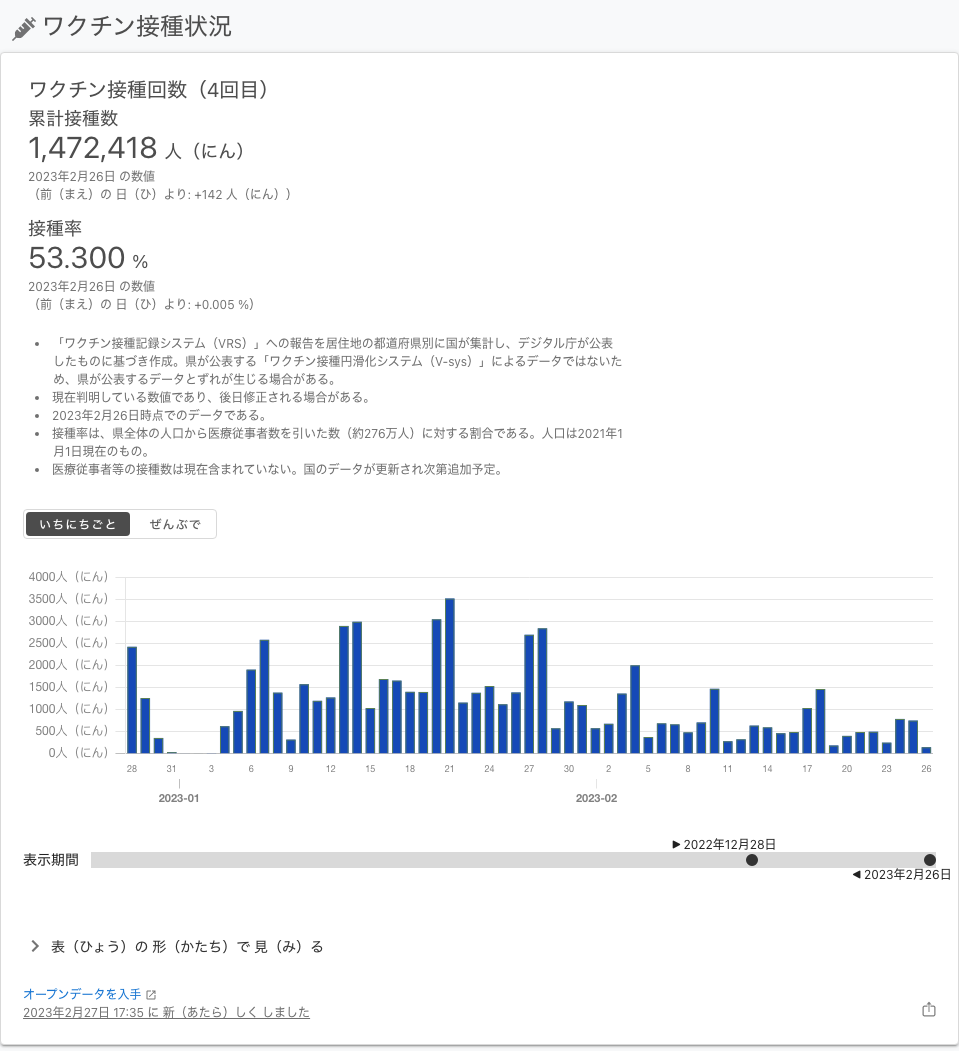 ワクチン接種状況
ワクチン接種回数（4回目）
累計接種数
1,472,418 人（にん）
2023年2月26日 の数値
（前（まえ）の 日（ひ）より: +142 人（にん））
接種率
53.300 %
2023年2月26日 の数値
（前（まえ）の 日（ひ）より: +0.005 %）
「ワクチン接種記録システム（VRS）」への報告を居住地の都道府県別に国が集計し、デジタル庁が公表
したものに基づき作成。県が公表する「ワクチン接種円滑化システム（V-sys）」によるデータではないた
め、県が公表するデータとずれが生じる場合がある。
現在判明している数値であり、後日修正される場合がある。
2023年2月26日時点でのデータである。
接種率は、県全体の人口から医療従事者数を引いた数（約276万人）に対する割合である。人口は2021年1
月1日現在のもの。
医療従事者等の接種数は現在含まれていない。国のデータが更新され次第追加予定。
いちにちごと ぜんぶで
4000人（にん）
3500人（にん）
3000人（にん）
2500人（にん）
2000人（にん）
1500人（にん）
1000人（にん）
500人（にん）
0人（にん）
28 31 3 6 9 12 15 18 21 24 27 30 2 5 8 11 14 17 20 23 26
2023-01 2023-02
2022年12月28日
表示期間
2023年2月26日
表（ひょう）の 形（かたち）で 見（み）る
オープンデータを入手
2023年2月27日 17:35 に 新（あたら）しく しました